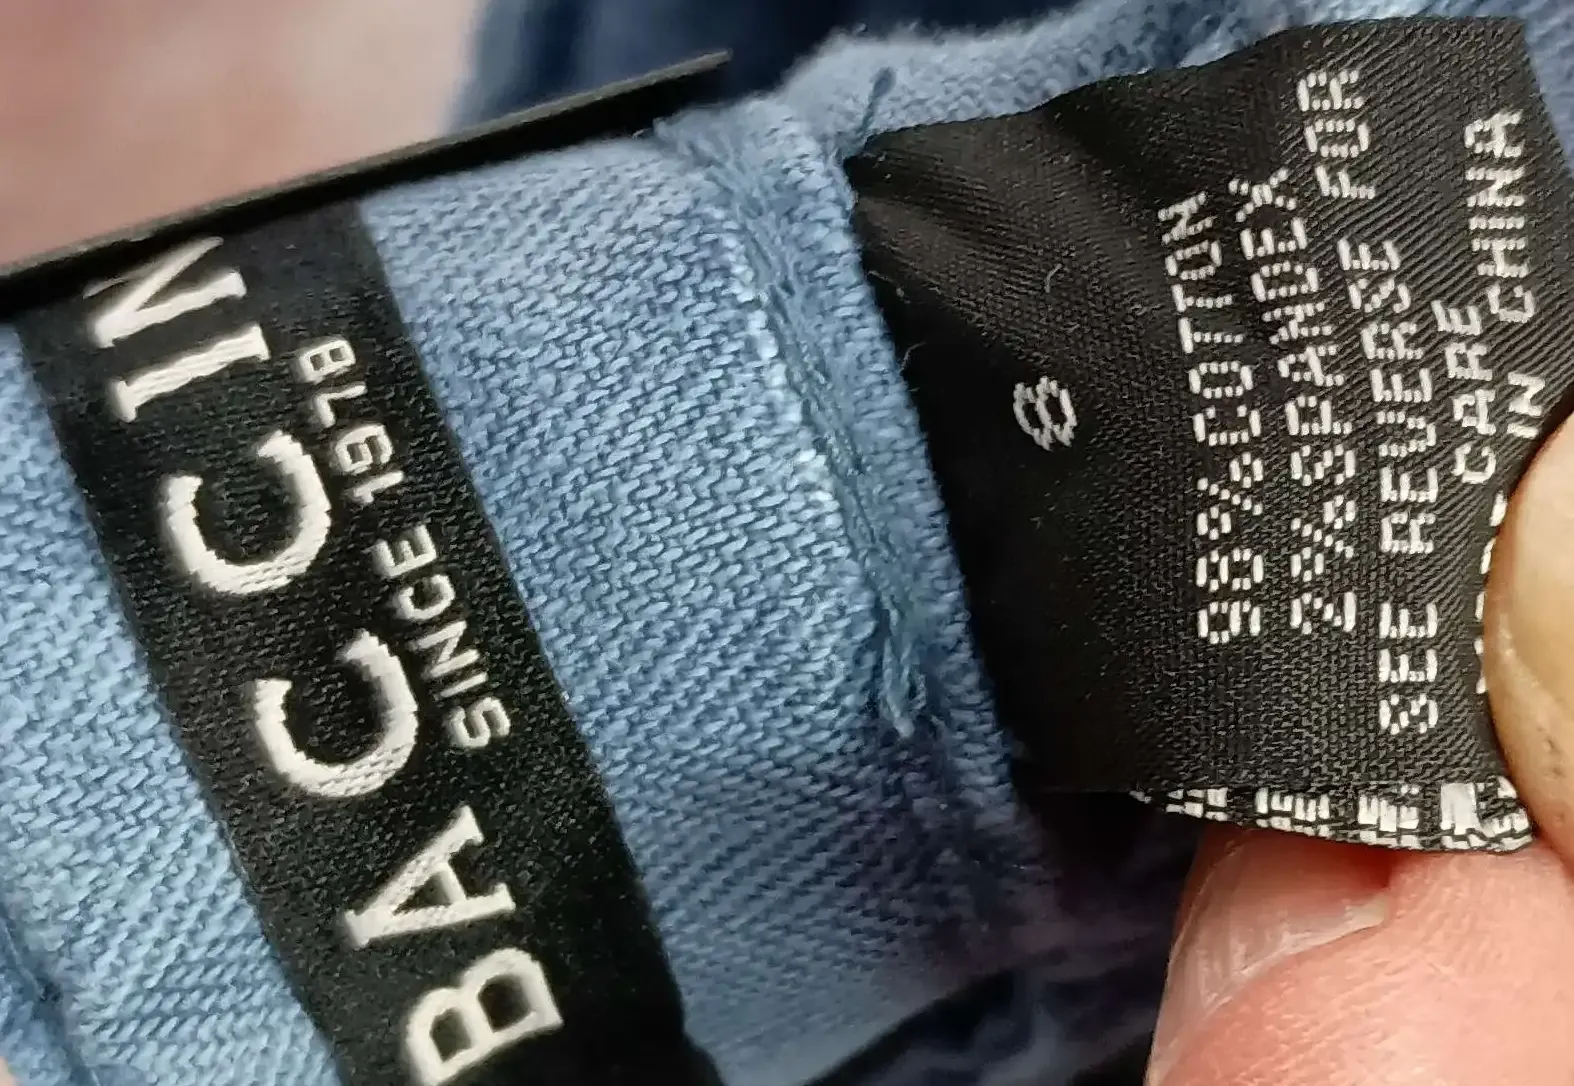 BACCIN
SINCE 1978
8
98%COTTON
2%SPANDEX
SEE REVERSE FOR
CARE
IN CHINA